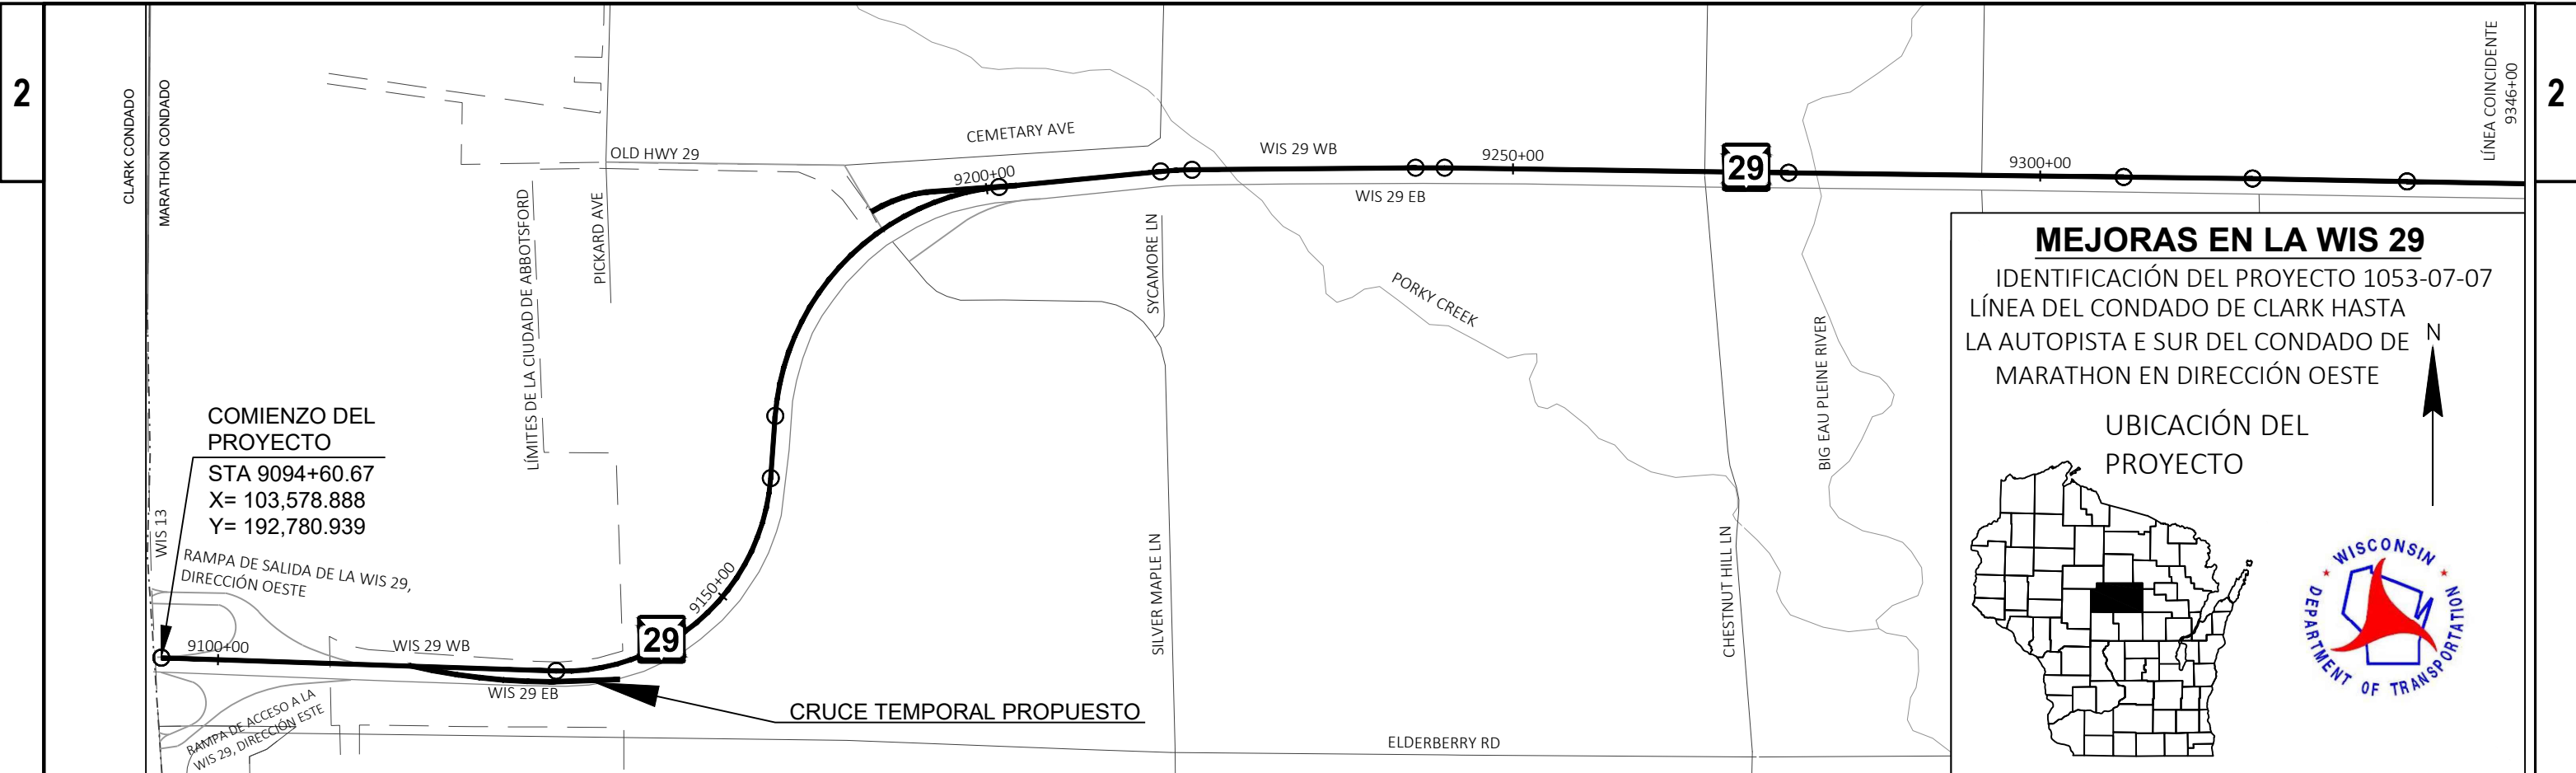 2
CLARK CONDADO
MARATHON CONDADO
OLD HWY 29
PICKARD AVE
LÍMITES DE LA CIUDAD DE ABBOTSFORD
CEMETARY AVE
9200+00
WIS 29 WB
9250+00
WIS 29 EB
29
9300+00
LÍNEA COINCIDENTE
9346+00
2
SYCAMORE LN
PORKY CREEK
BIG EAU PLEINE RIVER
SILVER MAPLE LN
CHESTNUT HILL LN
COMIENZO DEL
PROYECTO
STA 9094+60.67
X= 103,578.888
Y= 192,780.939
WIS 13
RAMPA DE SALIDA DE LA WIS 29,
DIRECCIÓN OESTE
9100+00
WIS 29 WB
9150+00
29
WIS 29 EB
RAMPA DE ACCESO A LA
WIS 29, DIRECCIÓN ESTE
CRUCE TEMPORAL PROPUESTO
ELDERBERRY RD
MEJORAS EN LA WIS 29
IDENTIFICACIÓN DEL PROYECTO 1053-07-07
LÍNEA DEL CONDADO DE CLARK HASTA
LA AUTOPISTA E SUR DEL CONDADO DE
MARATHON EN DIRECCIÓN OESTE
N
UBICACIÓN DEL
PROYECTO
WISCONSIN
DEPARTMENT OF TRANSPORTATION